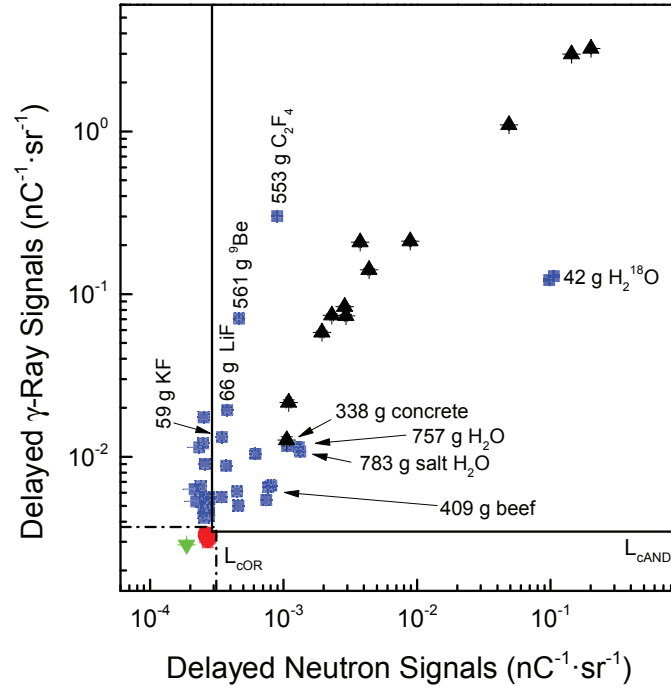 Delayed γ-Ray Signals (nC⁻¹·sr⁻¹)
10⁰
10⁻¹
10⁻²
553 g C₂F₄
561 g ⁹Be
66 g LiF
59 g KF
42 g H₂¹⁸O
338 g concrete
757 g H₂O
783 g salt H₂O
409 g beef
L_cOR
L_cAND
10⁻⁴
10⁻³
10⁻²
10⁻¹
Delayed Neutron Signals (nC⁻¹·sr⁻¹)